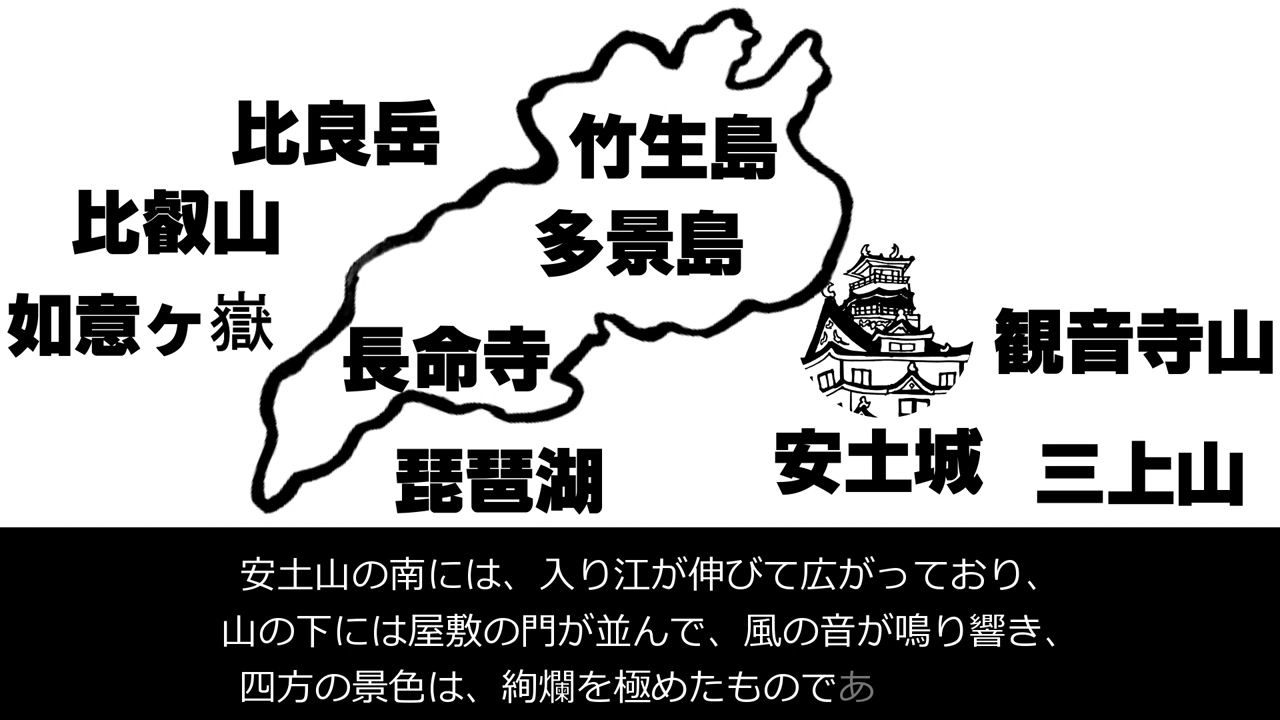 比良岳
竹生島
比叡山
多景島
如意ヶ嶽
長命寺
観音寺山
琵琶湖
安土城
三上山
安土山の南には、入り江が伸びて広がっており、
山の下には屋敷の門が並んで、風の音が鳴り響き、
四方の景色は、絢爛を極めたものであ